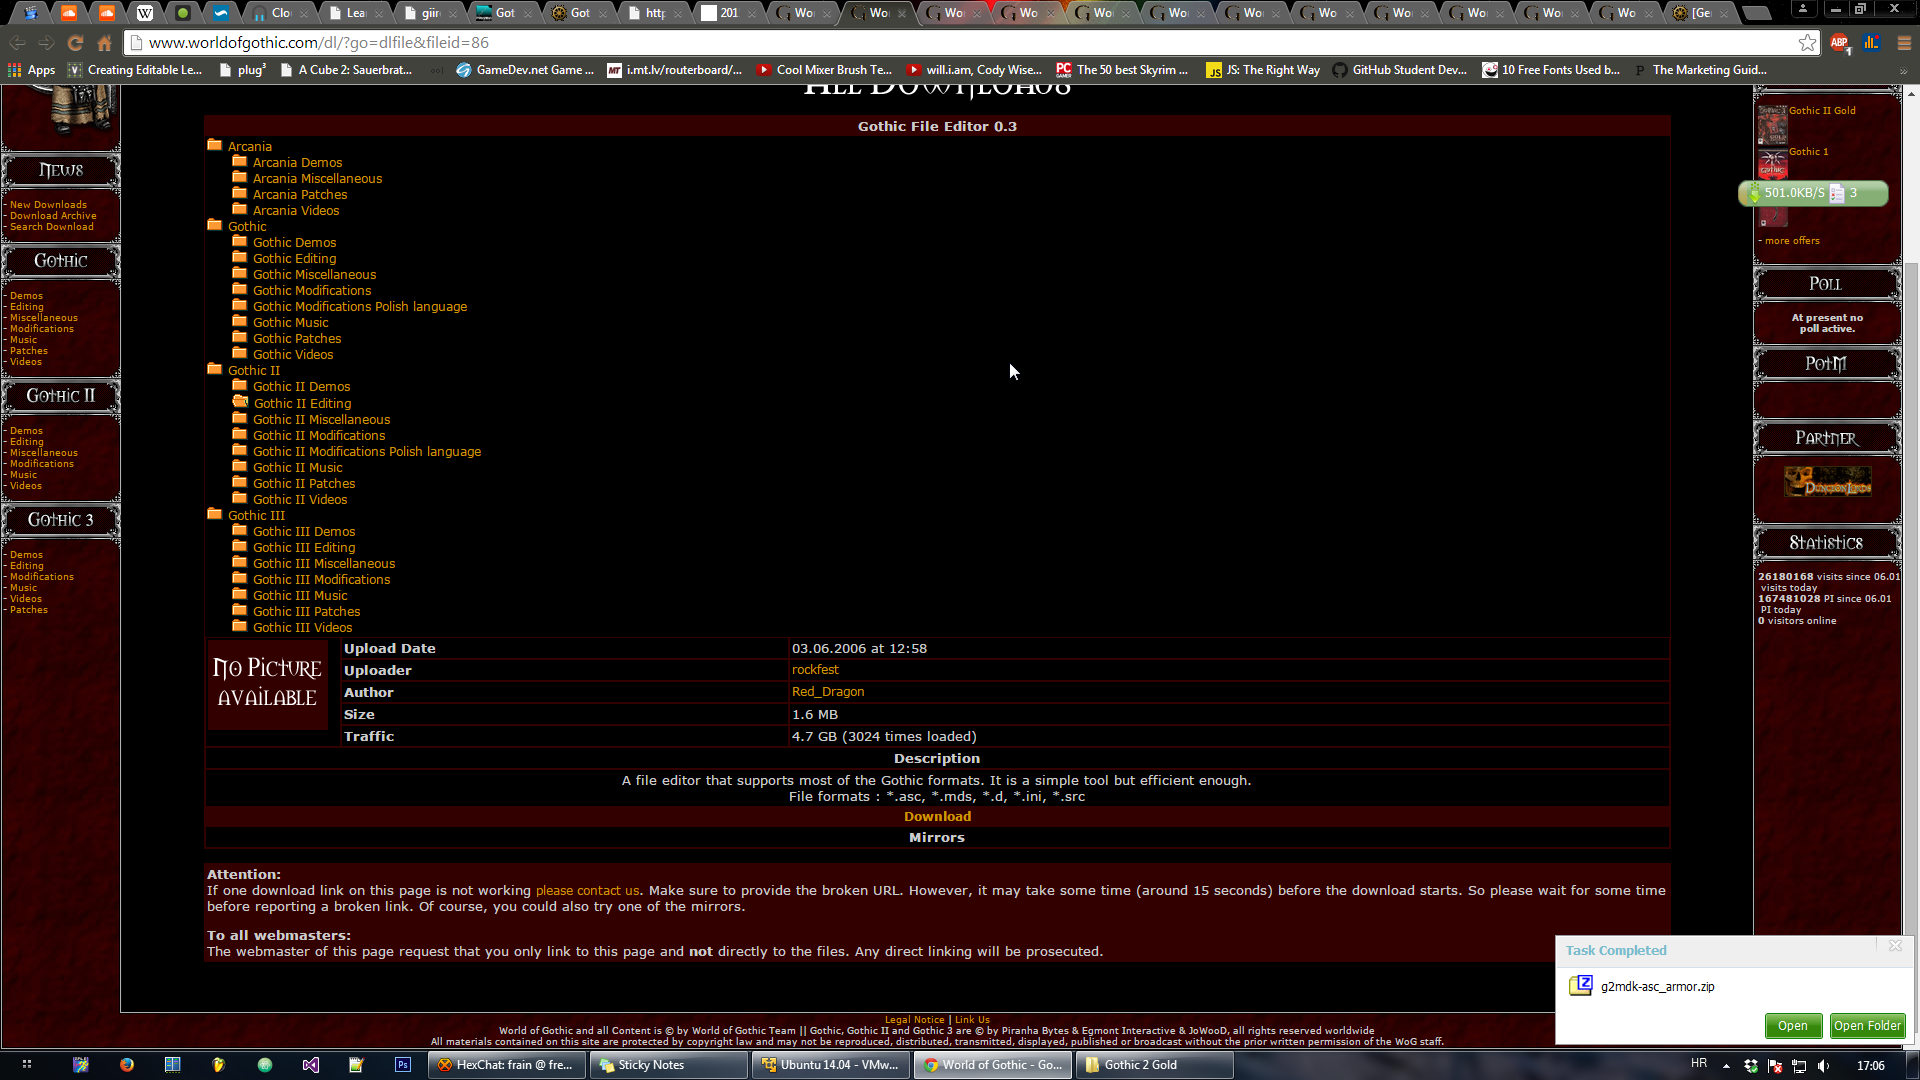 Clo
Lea
giir
Got
Got
http
201
Wo
Wo
Wo
Wo
Wo
Wo
Wo
Wo
Wo
Wo
Wo
Wo
[Ge
www.worldofgothic.com/dl/?go=dlfile&fileid=86
ABP
1
Apps
Creating Editable Le...
plug³
A Cube 2: Sauerbrat...
GameDev.net Game ...
i.mt.lv/routerboard/...
Cool Mixer Brush Te...
will.i.am, Cody Wise...
The 50 best Skyrim ...
JS: The Right Way
GitHub Student Dev...
10 Free Fonts Used b...
The Marketing Guid...
All Downloads
News
- New Downloads
- Download Archive
- Search Download
Gothic
- Demos
- Editing
- Miscellaneous
- Modifications
- Music
- Patches
- Videos
Gothic II
- Demos
- Editing
- Miscellaneous
- Modifications
- Music
- Videos
Gothic 3
- Demos
- Editing
- Modifications
- Music
- Videos
- Patches
Gothic File Editor 0.3
Arcania
Arcania Demos
Arcania Miscellaneous
Arcania Patches
Arcania Videos
Gothic
Gothic Demos
Gothic Editing
Gothic Miscellaneous
Gothic Modifications
Gothic Modifications Polish language
Gothic Music
Gothic Patches
Gothic Videos
Gothic II
Gothic II Demos
Gothic II Editing
Gothic II Miscellaneous
Gothic II Modifications
Gothic II Modifications Polish language
Gothic II Music
Gothic II Patches
Gothic II Videos
Gothic III
Gothic III Demos
Gothic III Editing
Gothic III Miscellaneous
Gothic III Modifications
Gothic III Music
Gothic III Patches
Gothic III Videos
No Picture
available
Upload Date 03.06.2006 at 12:58
Uploader rockfest
Author Red_Dragon
Size 1.6 MB
Traffic 4.7 GB (3024 times loaded)
Description
A file editor that supports most of the Gothic formats. It is a simple tool but efficient enough.
File formats : *.asc, *.mds, *.d, *.ini, *.src
Download
Mirrors
Attention:
If one download link on this page is not working please contact us. Make sure to provide the broken URL. However, it may take some time (around 15 seconds) before the download starts. So please wait for some time
before reporting a broken link. Of course, you could also try one of the mirrors.
To all webmasters:
The webmaster of this page request that you only link to this page and not directly to the files. Any direct linking will be prosecuted.
Gothic II Gold
Gothic 1
501.0KB/S 3
- more offers
Poll
At present no
poll active.
PotM
Partner
DungeonLords
Statistics
26180168 visits since 06.01
visits today
167481028 PI since 06.01
PI today
0 visitors online
Task Completed
g2mdk-asc_armor.zip
Open
Open Folder
Legal Notice | Link Us
World of Gothic and all Content is © by World of Gothic Team || Gothic, Gothic II and Gothic 3 are © by Piranha Bytes & Egmont Interactive & JoWooD, all rights reserved worldwide
All materials contained on this site are protected by copyright law and may not be reproduced, distributed, transmitted, displayed, published or broadcast without the prior written permission of the WoG staff.
HexChat: frain @ fre...
Sticky Notes
Ubuntu 14.04 - VMw...
World of Gothic - Go...
Gothic 2 Gold
HR
17:06